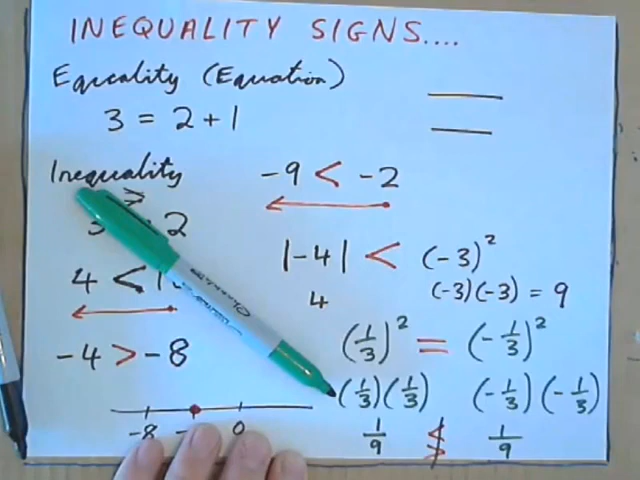 INEQUALITY SIGNS....
Equality (Equation)
3 = 2 + 1
Inequality
-9 < -2
2
|-4| < (-3)²
4 <
4
(-3)(-3) = 9
-4 > -8
(1/3)² = (-1/3)²
(1/3)(1/3)
(-1/3)(-1/3)
-8
0
1/9
1/9